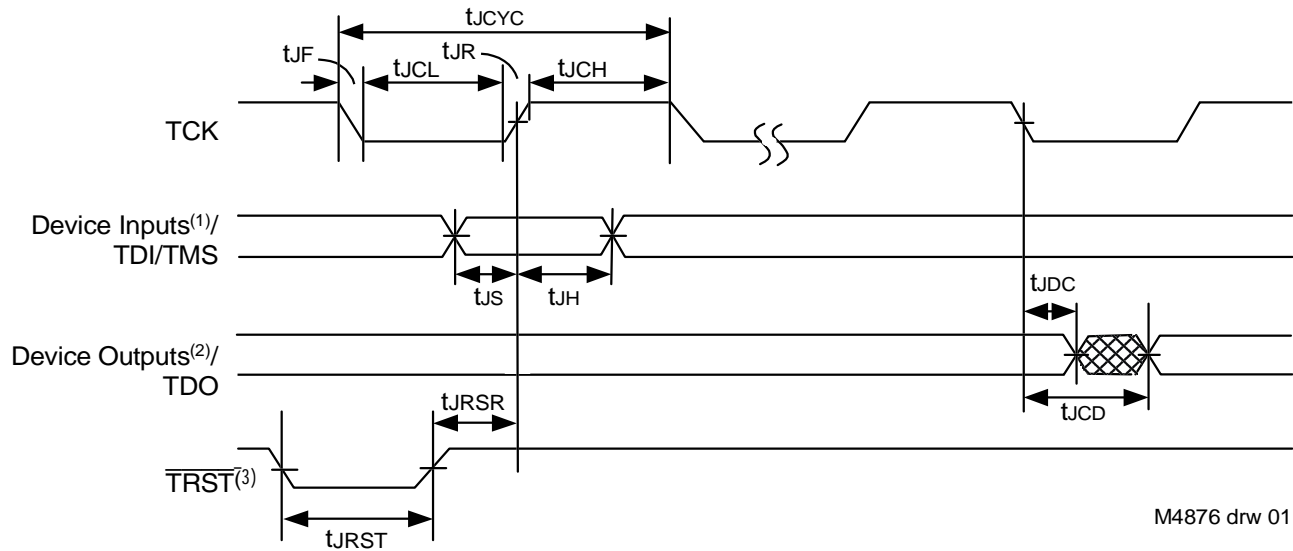 tJCYC
tJF
tJR
tJCL
tJCH
TCK
Device Inputs(1)/
TDI/TMS
tJS
tJH
tJDC
Device Outputs(2)/
TDO
tJRSR
tJCD
TRST(3)
tJRST
M4876 drw 01